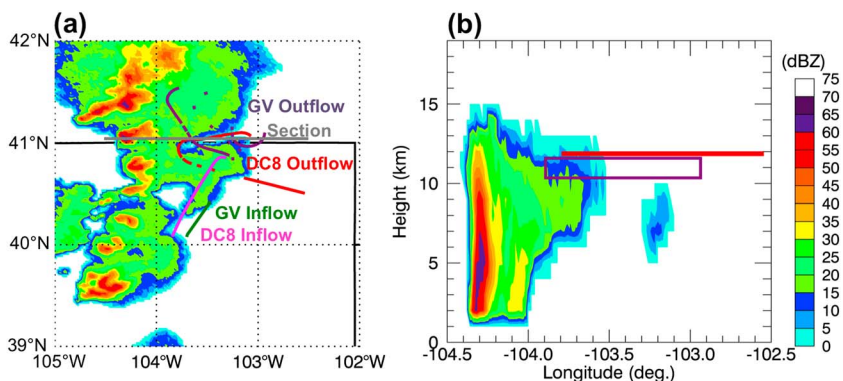 (a)
42°N
41°N
40°N
39°N
105°W
104°W
103°W
102°W
GV Outflow
Section
DC8 Outflow
GV Inflow
DC8 Inflow
(b)
Height (km)
15
10
5
0
-104.5
-104.0
-103.5
-103.0
-102.5
Longitude (deg.)
(dBZ)
75
70
65
60
55
50
45
40
35
30
25
20
15
10
5
0